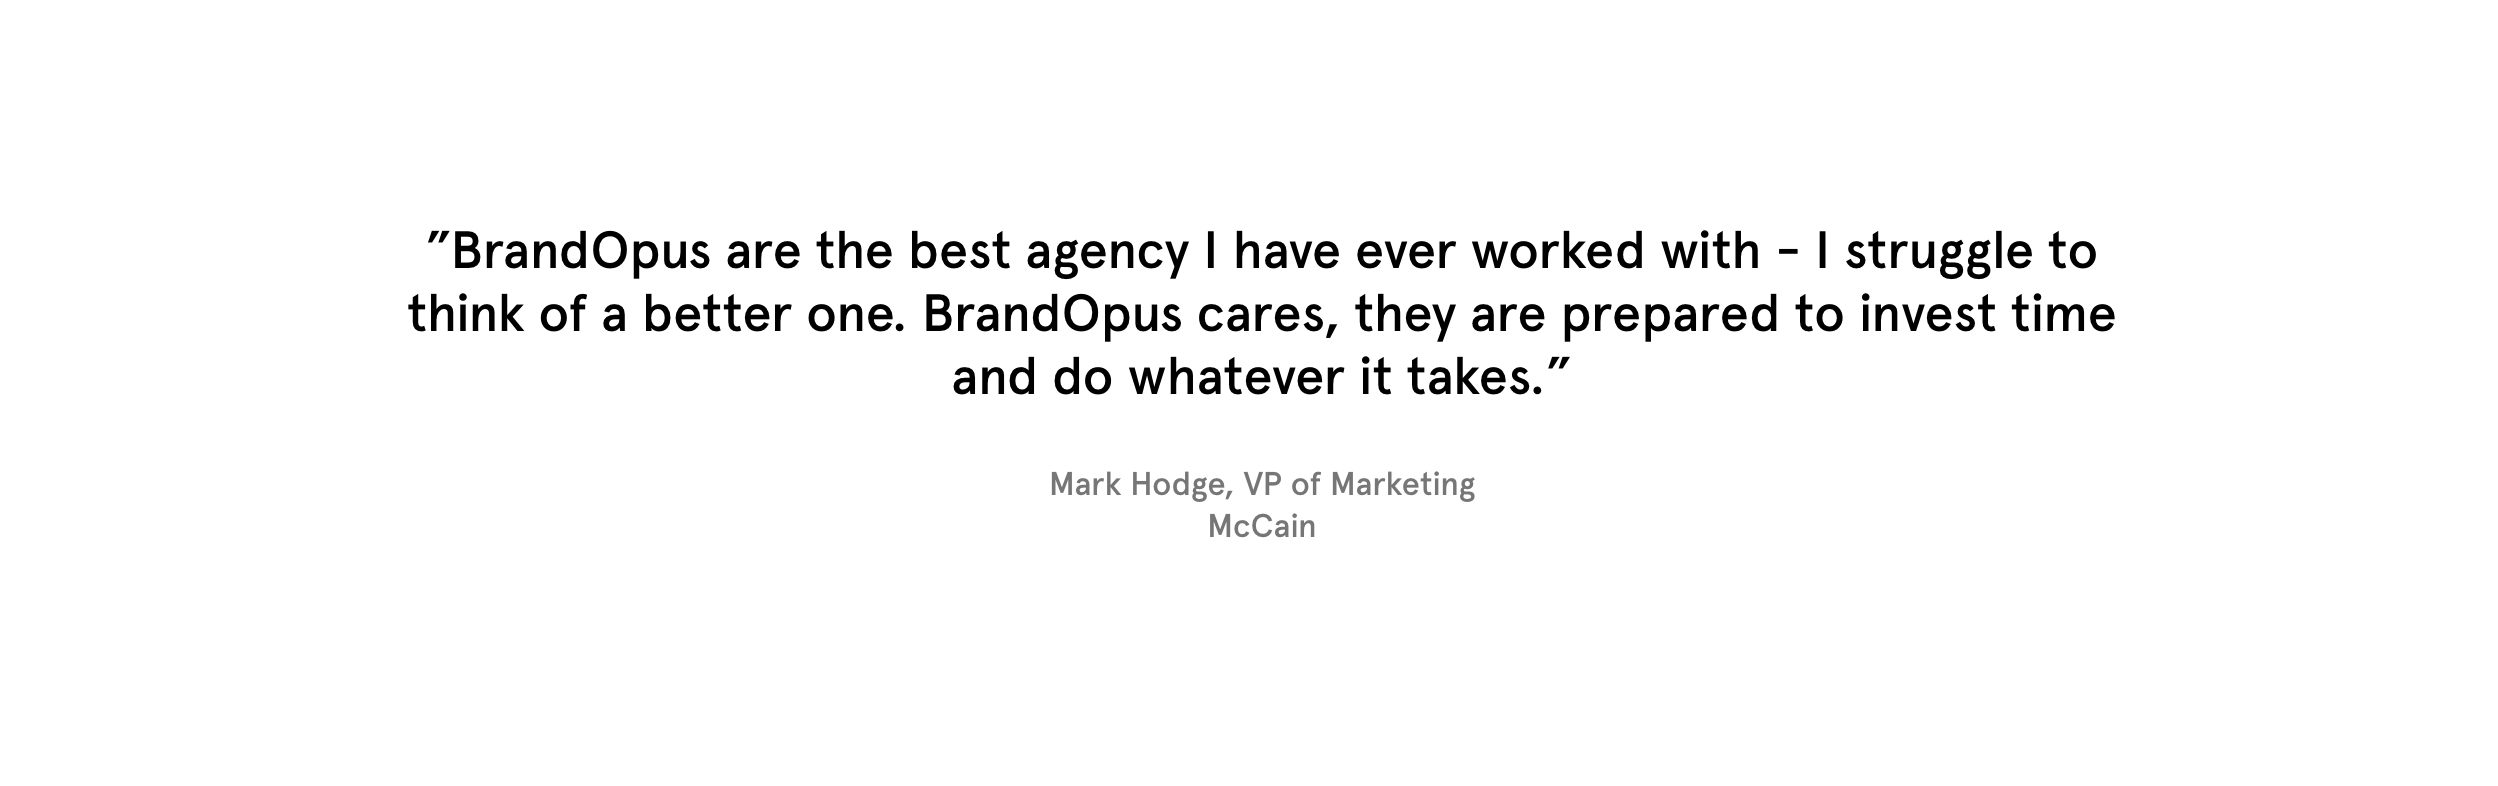 "BrandOpus are the best agency I have ever worked with – I struggle to
think of a better one. BrandOpus cares, they are prepared to invest time
and do whatever it takes."
Mark Hodge, VP of Marketing
McCain